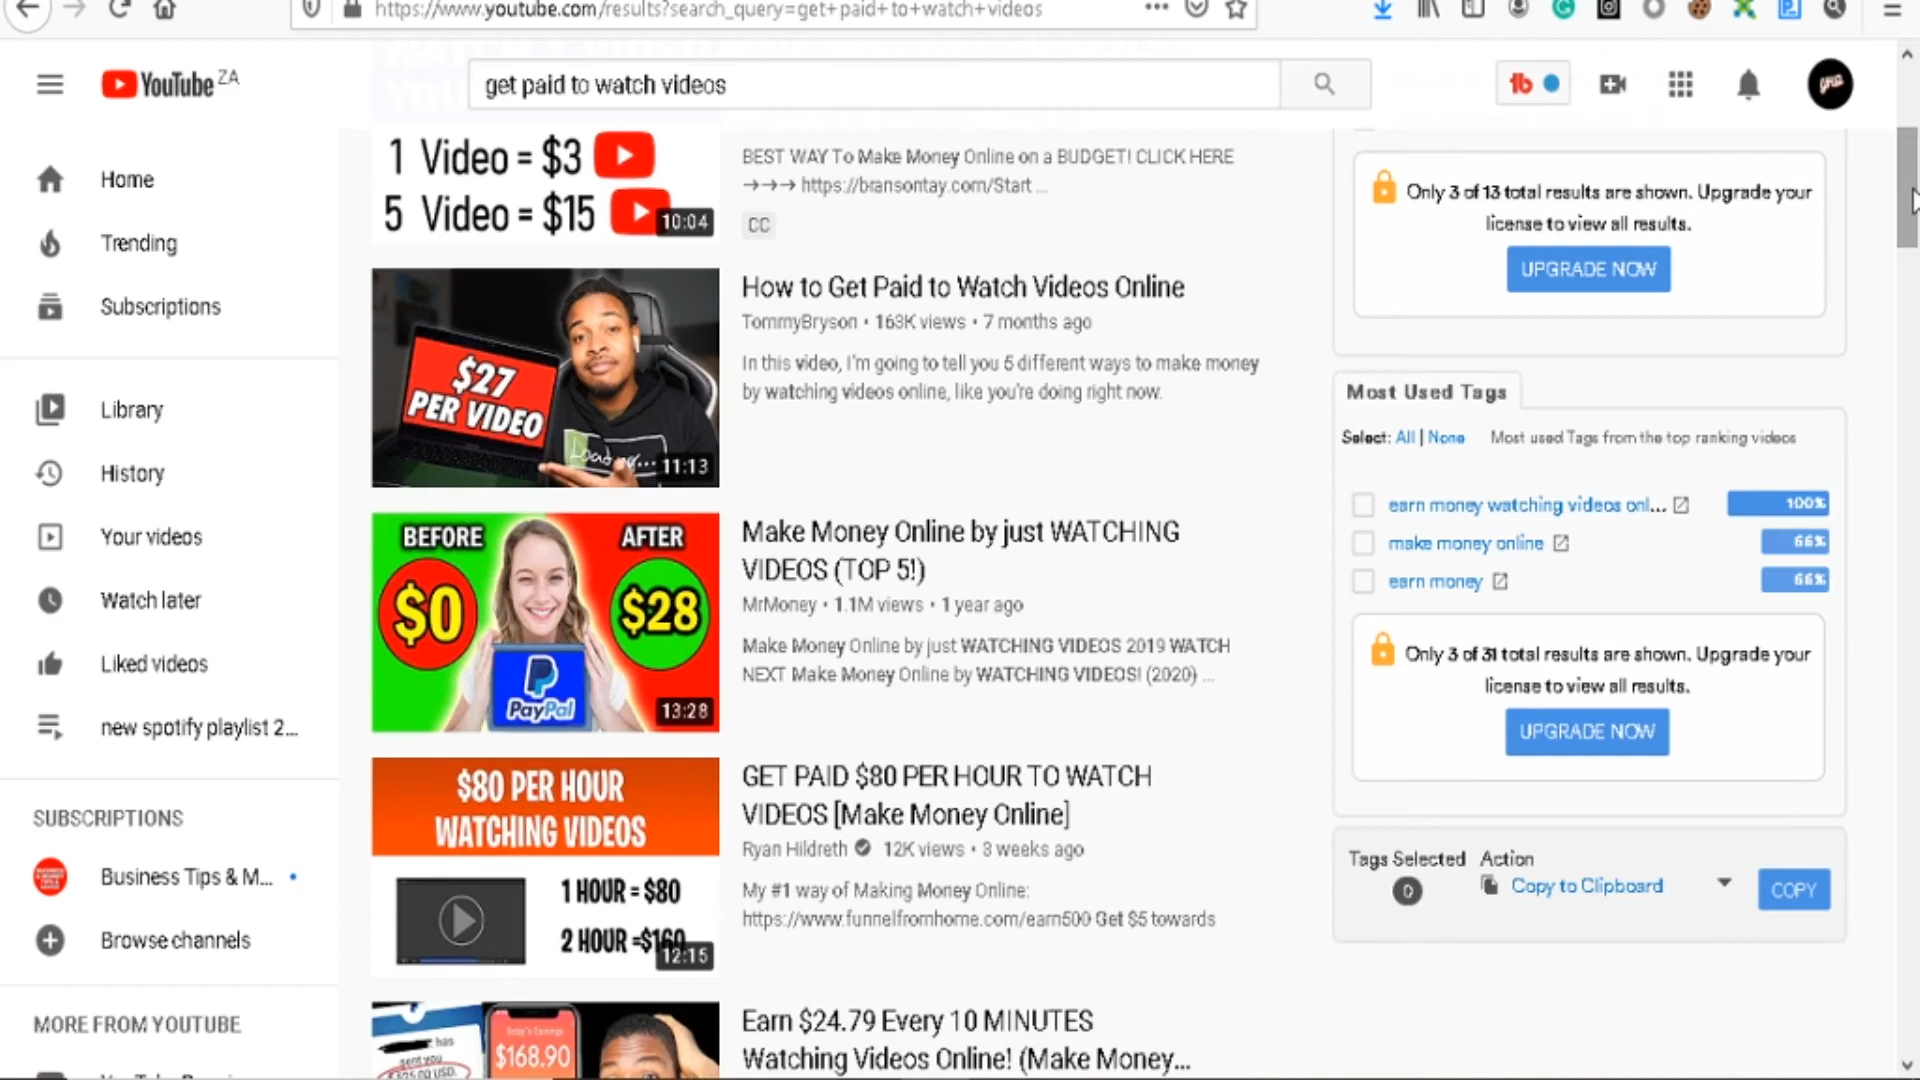 https://www.youtube.com/results?search_query=get+paid+to+watch+videos
YouTube ZA
get paid to watch videos
Home
Trending
Subscriptions
Library
History
Your videos
Watch later
Liked videos
new spotify playlist 2...
SUBSCRIPTIONS
Business Tips & M...
Browse channels
MORE FROM YOUTUBE
1 Video = $3
5 Video = $15
10:04
BEST WAY To Make Money Online on a BUDGET! CLICK HERE
→→→ https://bransontay.com/Start ...
CC
$27
PER VIDEO
Loading...
11:13
How to Get Paid to Watch Videos Online
TommyBryson • 163K views • 7 months ago
In this video, I'm going to tell you 5 different ways to make money
by watching videos online, like you're doing right now.
BEFORE
AFTER
$0
$28
PayPal
13:28
Make Money Online by just WATCHING
VIDEOS (TOP 5!)
MrMoney • 1.1M views • 1 year ago
Make Money Online by just WATCHING VIDEOS 2019 WATCH
NEXT Make Money Online by WATCHING VIDEOS! (2020) ...
$80 PER HOUR
WATCHING VIDEOS
1 HOUR = $80
2 HOUR =$160
12:15
GET PAID $80 PER HOUR TO WATCH
VIDEOS [Make Money Online]
Ryan Hildreth 12K views • 3 weeks ago
My #1 way of Making Money Online:
https://www.funnelfromhome.com/earn500 Get $5 towards
has
sent you
Today's Earnings
$168.90
Earn $24.79 Every 10 MINUTES
Watching Videos Online! (Make Money...
Only 3 of 13 total results are shown. Upgrade your
license to view all results.
UPGRADE NOW
Most Used Tags
Select: All | None Most used Tags from the top ranking videos
earn money watching videos onl... 100%
make money online 66%
earn money 66%
Only 3 of 31 total results are shown. Upgrade your
license to view all results.
UPGRADE NOW
Tags Selected Action
0 Copy to Clipboard COPY